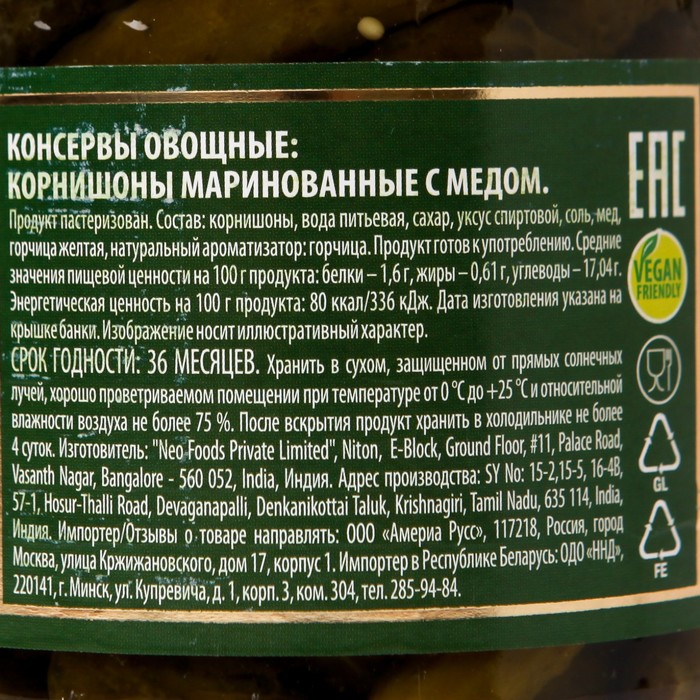 КОНСЕРВЫ ОВОЩНЫЕ:
КОРНИШОНЫ МАРИНОВАННЫЕ С МЕДОМ.
Продукт пастеризован. Состав: корнишоны, вода питьевая, сахар, уксус спиртовой, соль, мед,
горчица желтая, натуральный ароматизатор: горчица. Продукт готов к употреблению. Средние
значения пищевой ценности на 100 г продукта: белки – 1,6 г, жиры – 0,61 г, углеводы – 17,04 г.
Энергетическая ценность на 100 г продукта: 80 ккал/336 кДж. Дата изготовления указана на
крышке банки. Изображение носит иллюстративный характер.
СРОК ГОДНОСТИ: 36 МЕСЯЦЕВ. Хранить в сухом, защищенном от прямых солнечных
лучей, хорошо проветриваемом помещении при температуре от 0 °С до +25 °С и относительной
влажности воздуха не более 75 %. После вскрытия продукт хранить в холодильнике не более
4 суток. Изготовитель: "Neo Foods Private Limited", Niton, E-Block, Ground Floor, #11, Palace Road,
Vasanth Nagar, Bangalore - 560 052, India, Индия. Адрес производства: SY No: 15-2,15-5, 16-4B,
57-1, Hosur-Thalli Road, Devaganapalli, Denkanikottai Taluk, Krishnagiri, Tamil Nadu, 635 114, India,
Индия. Импортер/Отзывы о товаре направлять: ООО «Америа Русс», 117218, Россия, город
Москва, улица Кржижановского, дом 17, корпус 1. Импортер в Республике Беларусь: ОДО «ННД»,
220141, г. Минск, ул. Купревича, д. 1, корп. 3, ком. 304, тел. 285-94-84.
EAC
VEGAN
FRIENDLY
GL
FE